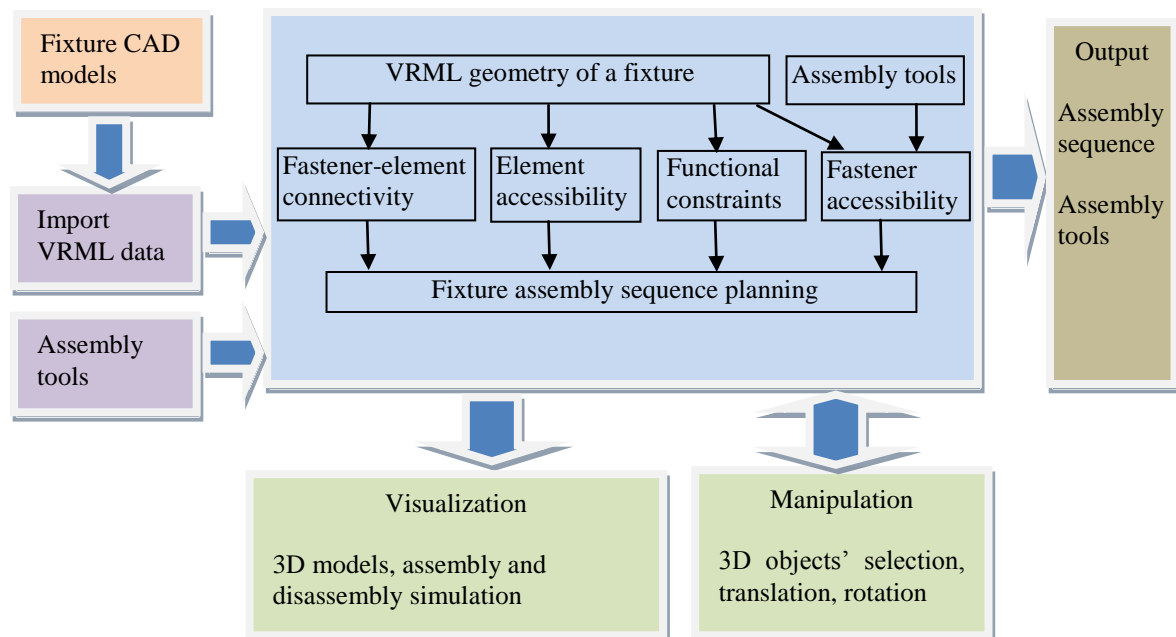 Fixture CAD
models
Import
VRML data
Assembly
tools
VRML geometry of a fixture
Assembly tools
Fastener-element
connectivity
Element
accessibility
Functional
constraints
Fastener
accessibility
Fixture assembly sequence planning
Output
Assembly
sequence
Assembly
tools
Visualization
3D models, assembly and
disassembly simulation
Manipulation
3D objects’ selection,
translation, rotation